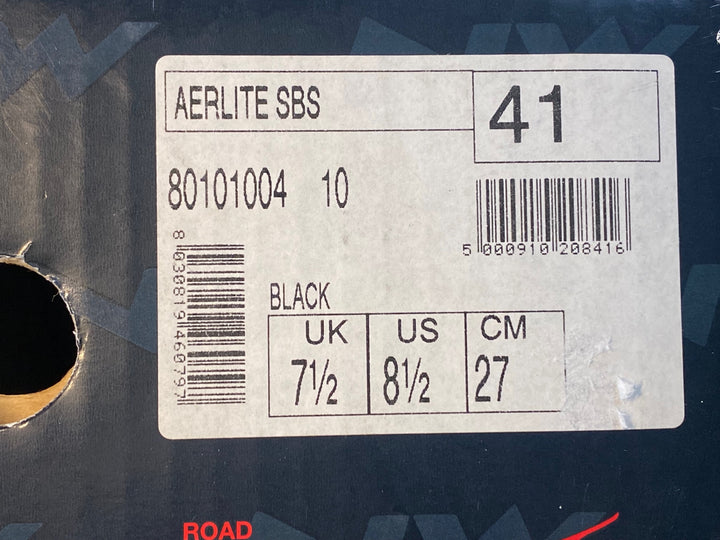 AERLITE SBS
41
80101004 10
5 000910 208416
8 030819 460797
BLACK
UK US CM
7½ 8½ 27
ROAD